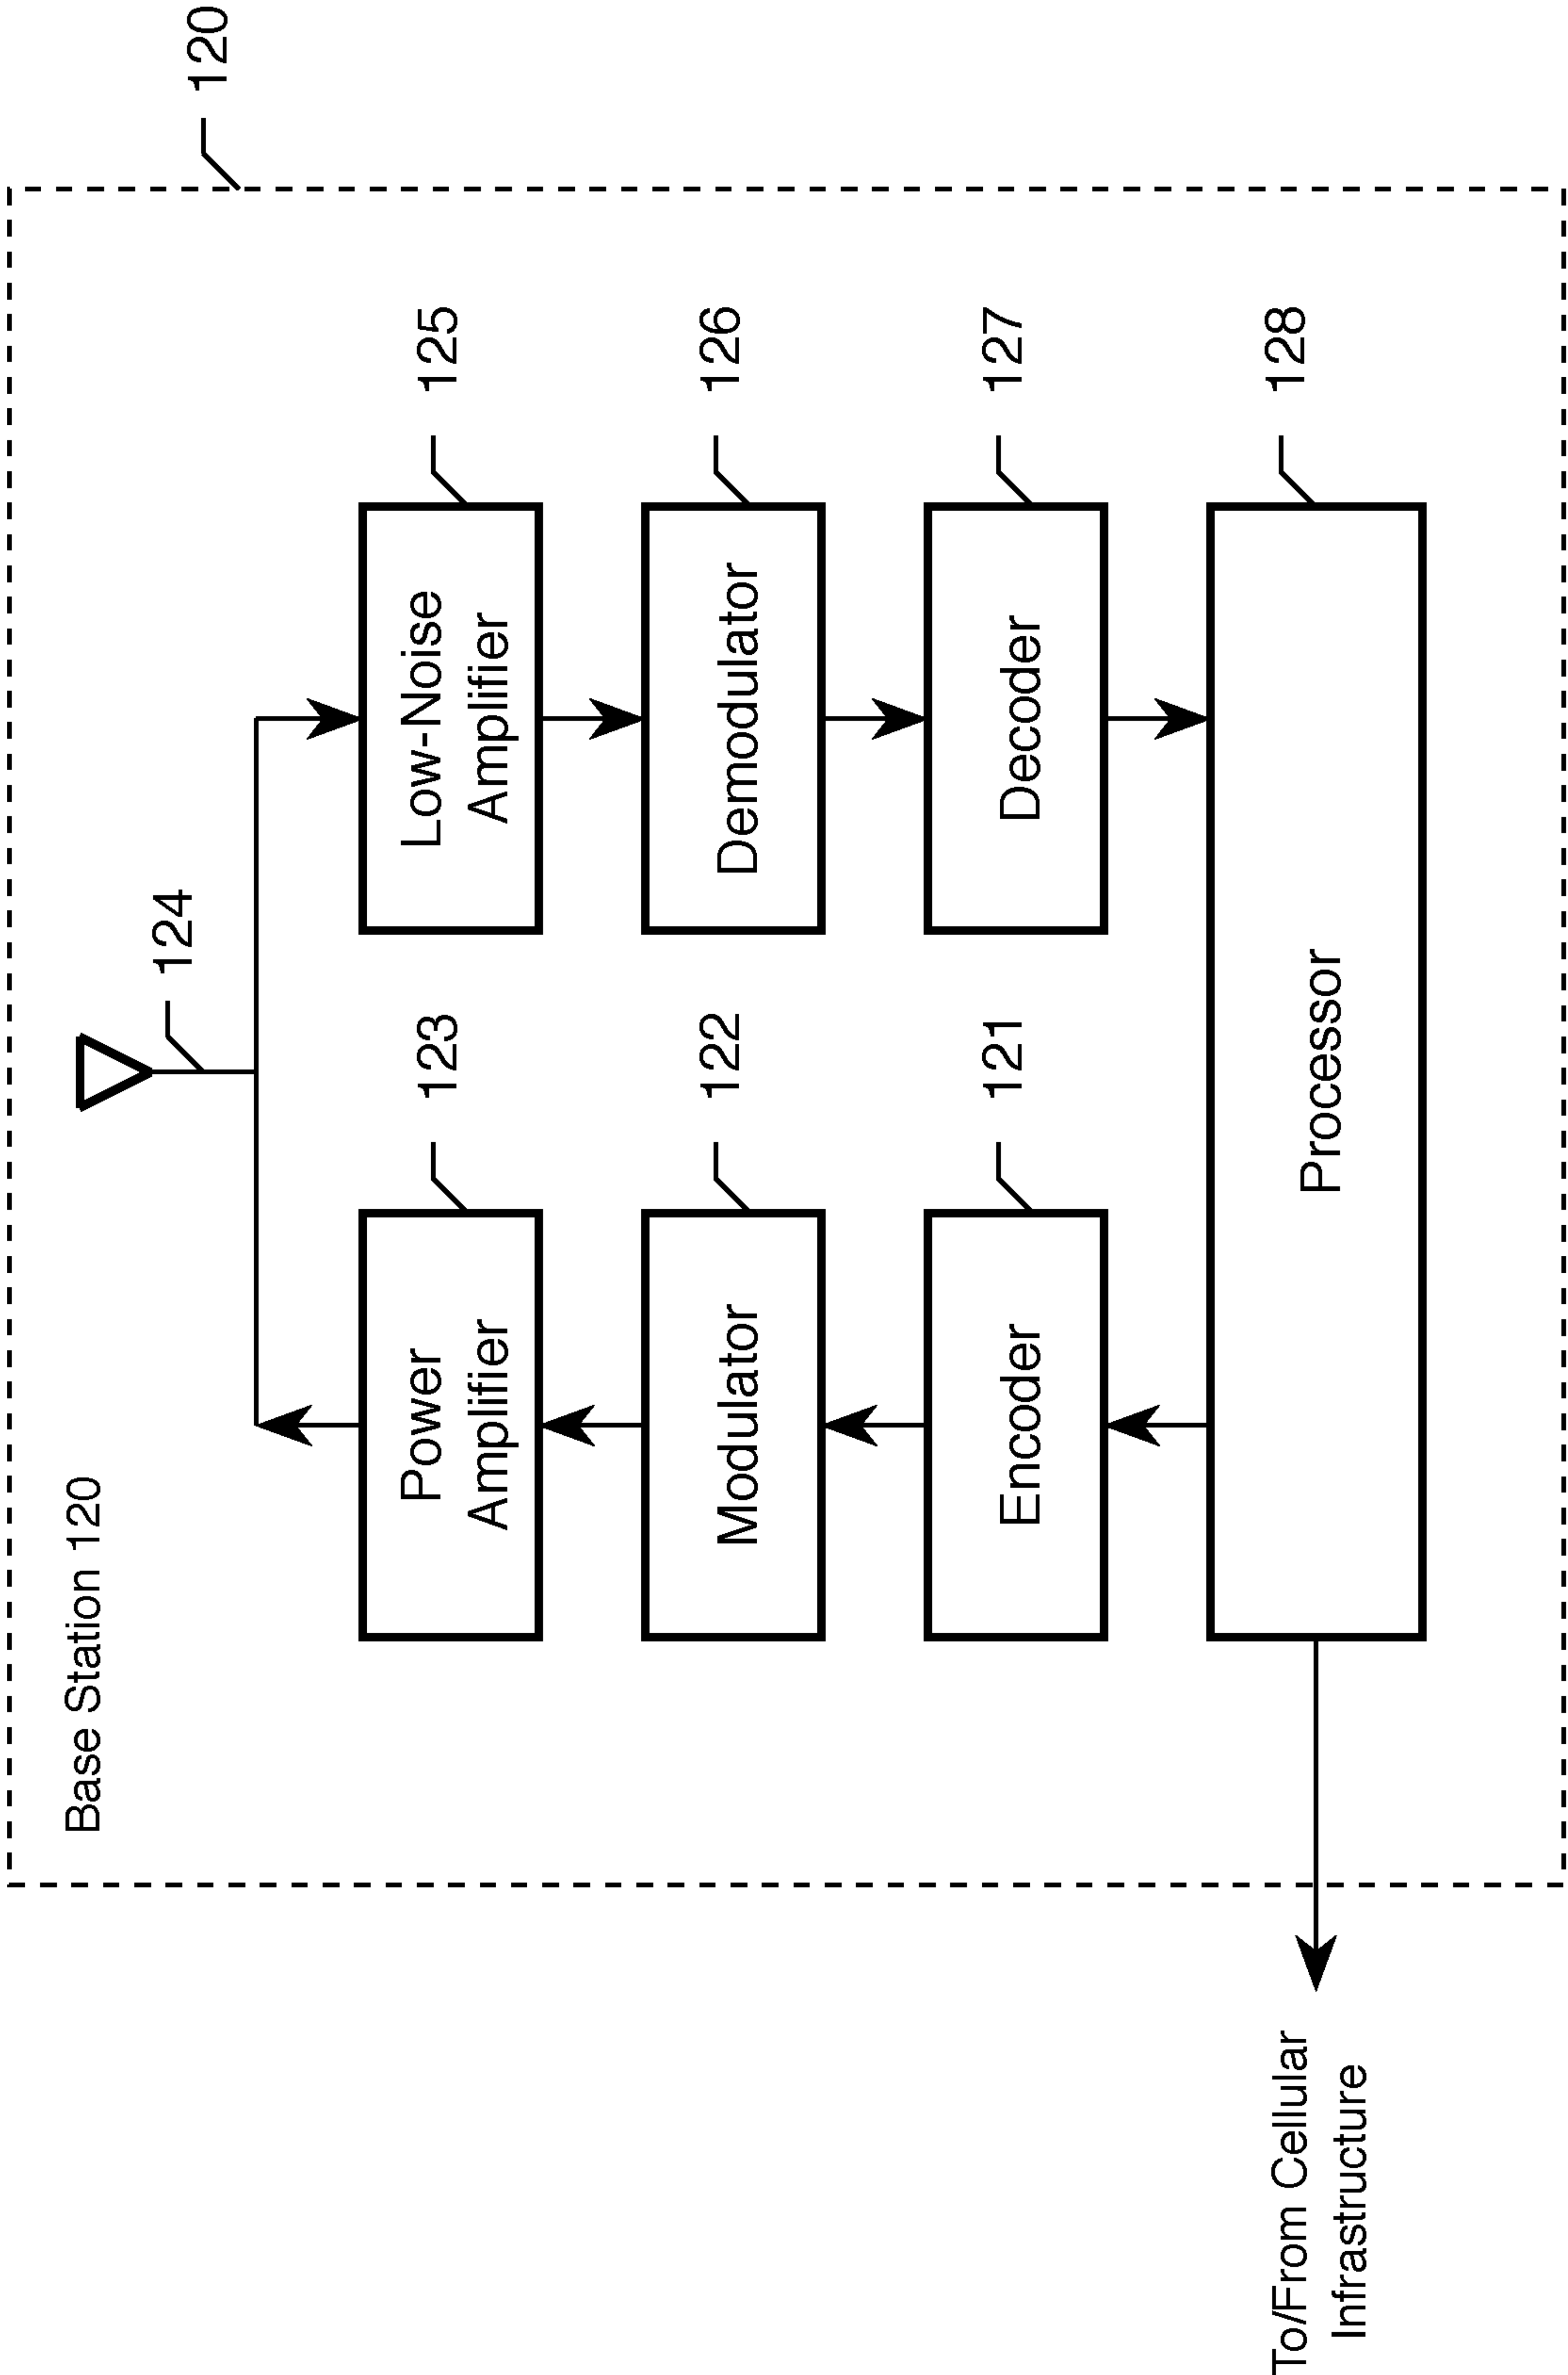 Base Station 120
120
124
Power
Amplifier
123
Low-Noise
Amplifier
125
Modulator
122
Demodulator
126
Encoder
121
Decoder
127
Processor
128
To/From Cellular
Infrastructure